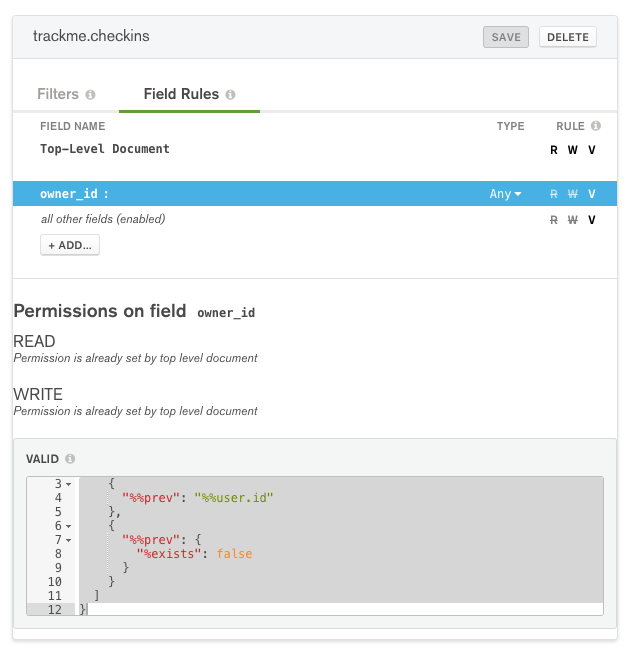 trackme.checkins SAVE DELETE
Filters Field Rules
FIELD NAME TYPE RULE
Top-Level Document R W V
owner_id : Any R W V
all other fields (enabled) R W V
+ ADD...
Permissions on field owner_id
READ
Permission is already set by top level document
WRITE
Permission is already set by top level document
VALID
3 {
4 "%%prev": "%%user.id"
5 },
6 {
7 "%%prev": {
8 "%exists": false
9 }
10 }
11 ]
12 }